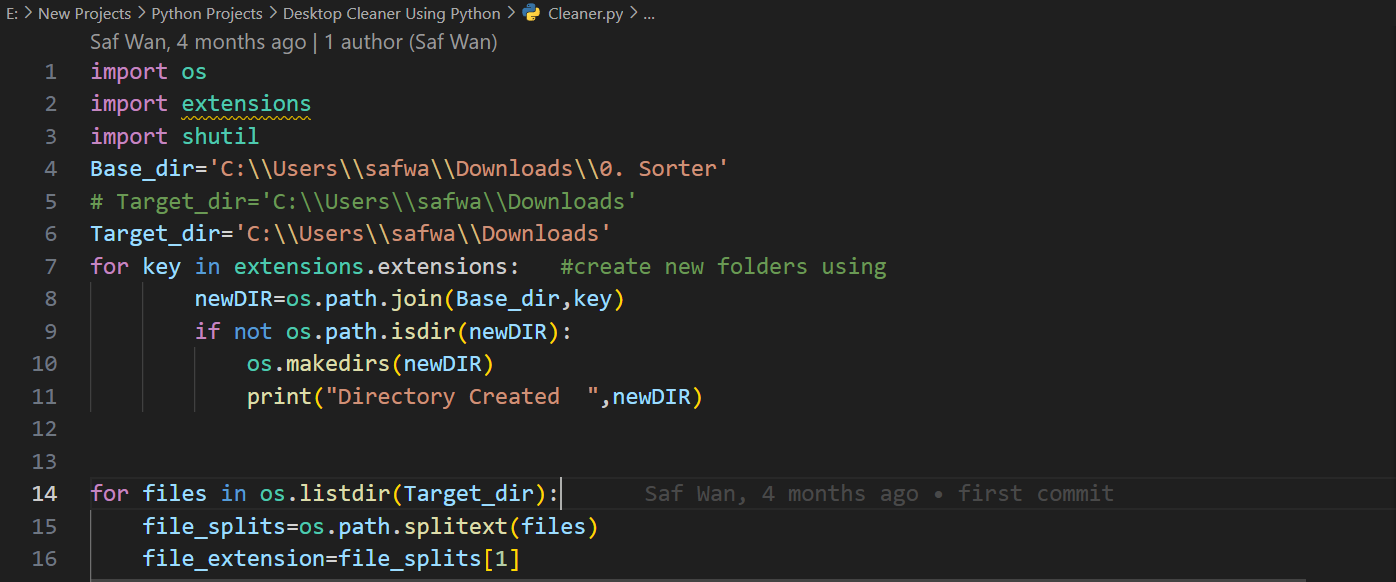 E: > New Projects > Python Projects > Desktop Cleaner Using Python > Cleaner.py > ...
Saf Wan, 4 months ago | 1 author (Saf Wan)
1 import os
2 import extensions
3 import shutil
4 Base_dir='C:\\Users\\safwa\\Downloads\\0. Sorter'
5 # Target_dir='C:\\Users\\safwa\\Downloads'
6 Target_dir='C:\\Users\\safwa\\Downloads'
7 for key in extensions.extensions:   #create new folders using
8         newDIR=os.path.join(Base_dir,key)
9         if not os.path.isdir(newDIR):
10             os.makedirs(newDIR)
11             print("Directory Created  ",newDIR)
12
13
14 for files in os.listdir(Target_dir):      Saf Wan, 4 months ago • first commit
15     file_splits=os.path.splitext(files)
16     file_extension=file_splits[1]